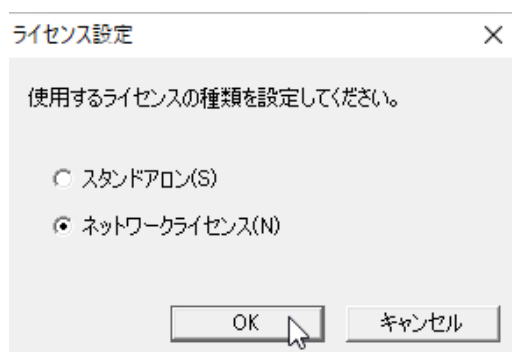 ライセンス設定
使用するライセンスの種類を設定してください。
スタンドアロン(S)
ネットワークライセンス(N)
OK
キャンセル